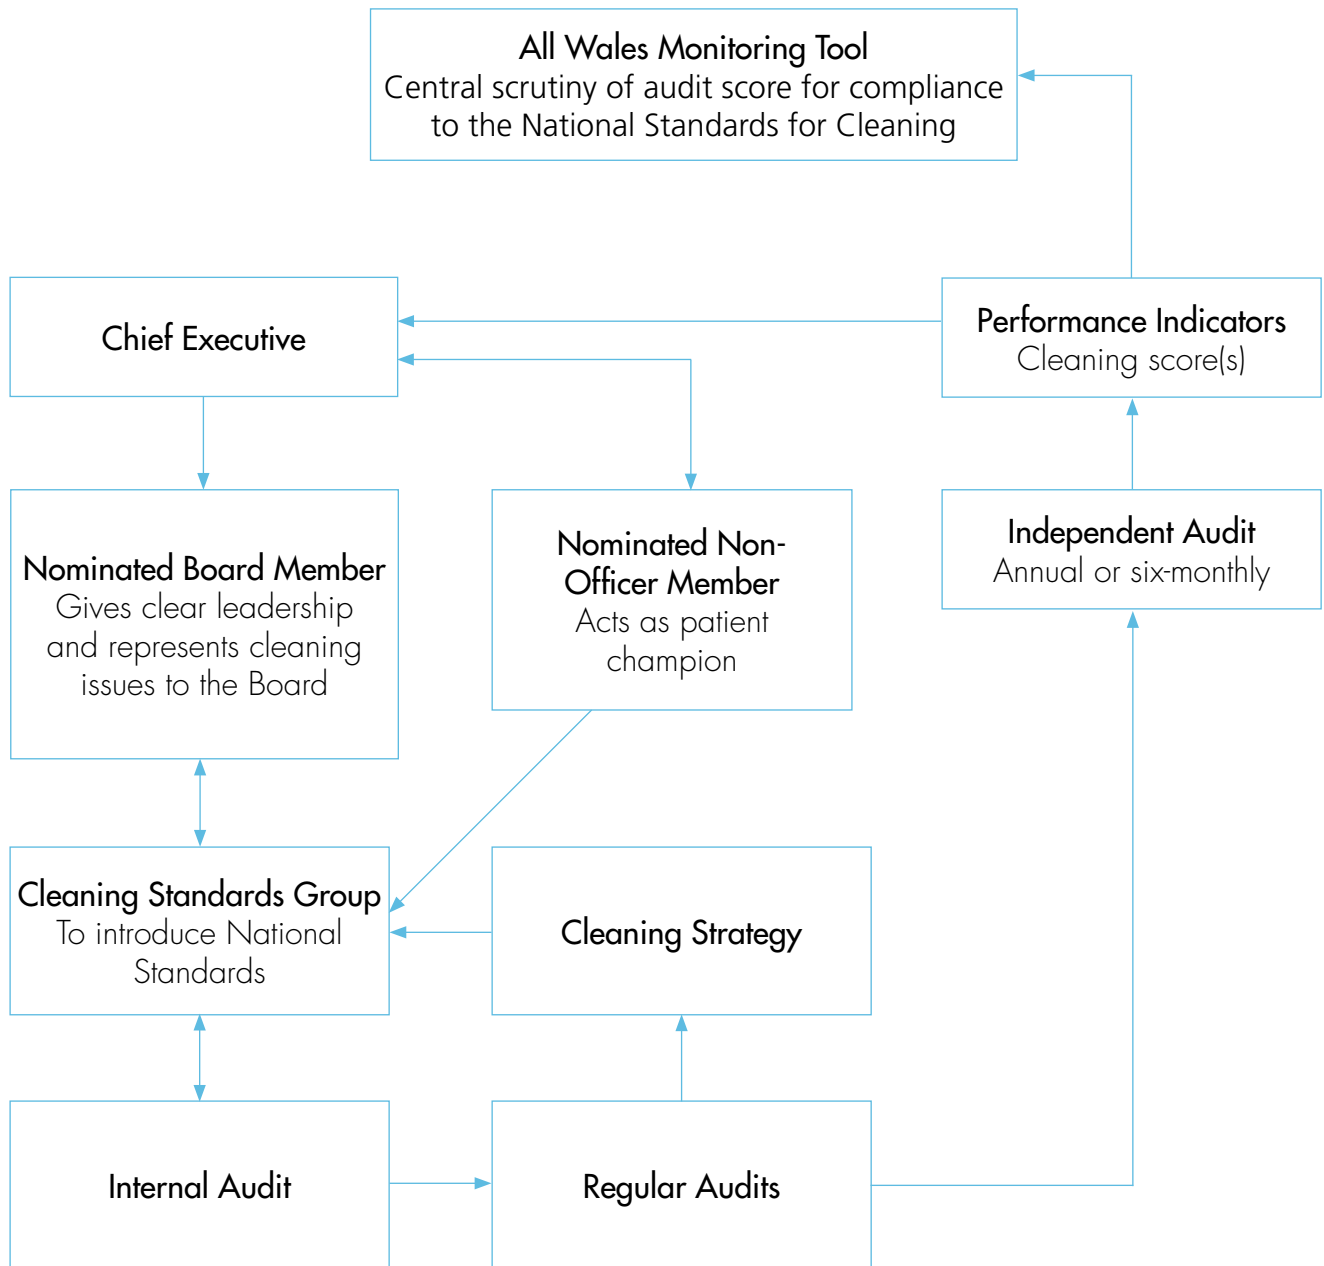 All Wales Monitoring Tool
Central scrutiny of audit score for compliance
to the National Standards for Cleaning
Chief Executive
Performance Indicators
Cleaning score(s)
Nominated Board Member
Gives clear leadership
and represents cleaning
issues to the Board
Nominated Non-
Officer Member
Acts as patient
champion
Independent Audit
Annual or six-monthly
Cleaning Standards Group
To introduce National
Standards
Cleaning Strategy
Internal Audit
Regular Audits